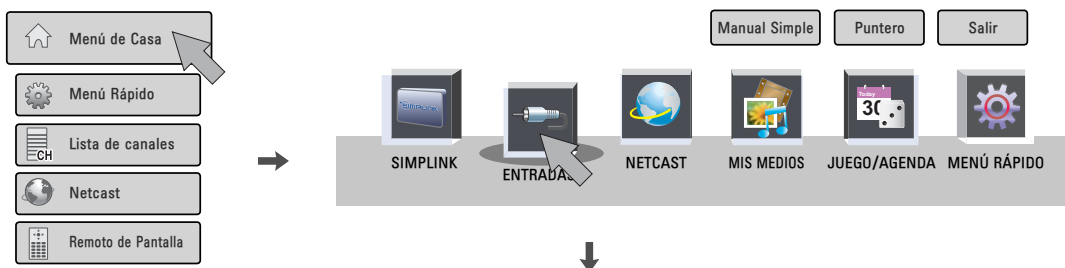 Menú de Casa
Menú Rápido
CH
Lista de canales
Netcast
Remoto de Pantalla
Manual Simple
Puntero
Salir
SIMPLINK
Today
30
SIMPLINK
ENTRADAS
NETCAST
MIS MEDIOS
JUEGO/AGENDA
MENÚ RÁPIDO